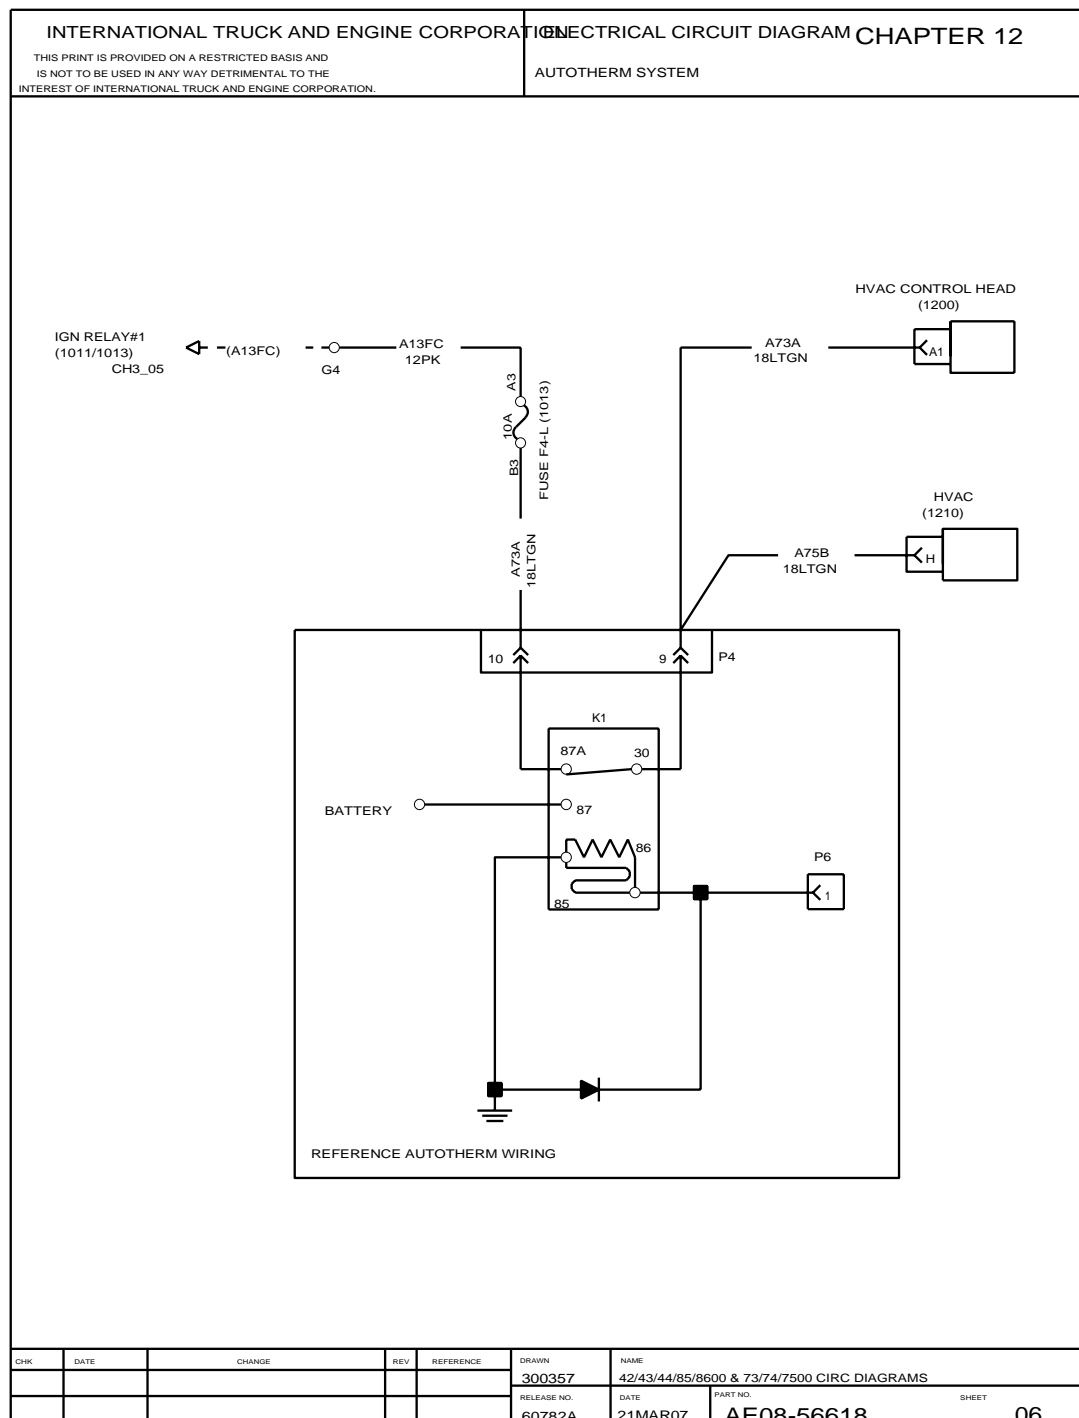 INTERNATIONAL TRUCK AND ENGINE CORPORATION
ELECTRICAL CIRCUIT DIAGRAM
CHAPTER 12
THIS PRINT IS PROVIDED ON A RESTRICTED BASIS AND
IS NOT TO BE USED IN ANY WAY DETRIMENTAL TO THE
INTEREST OF INTERNATIONAL TRUCK AND ENGINE CORPORATION.
AUTOTHERM SYSTEM
HVAC CONTROL HEAD
(1200)
IGN RELAY#1
(1011/1013)
CH3_05
(A13FC)
G4
A13FC
12PK
A73A
18LTGN
A1
A3
10A
B3
FUSE F4-L (1013)
HVAC
(1210)
A73A
18LTGN
A75B
18LTGN
H
10
9
P4
K1
87A
30
BATTERY
87
86
85
P6
1
REFERENCE AUTOTHERM WIRING
CHK
DATE
CHANGE
REV
REFERENCE
DRAWN
300357
NAME
42/43/44/85/8600 & 73/74/7500 CIRC DIAGRAMS
RELEASE NO.
60782A
DATE
21MAR07
PART NO.
AE08-56618
SHEET
06